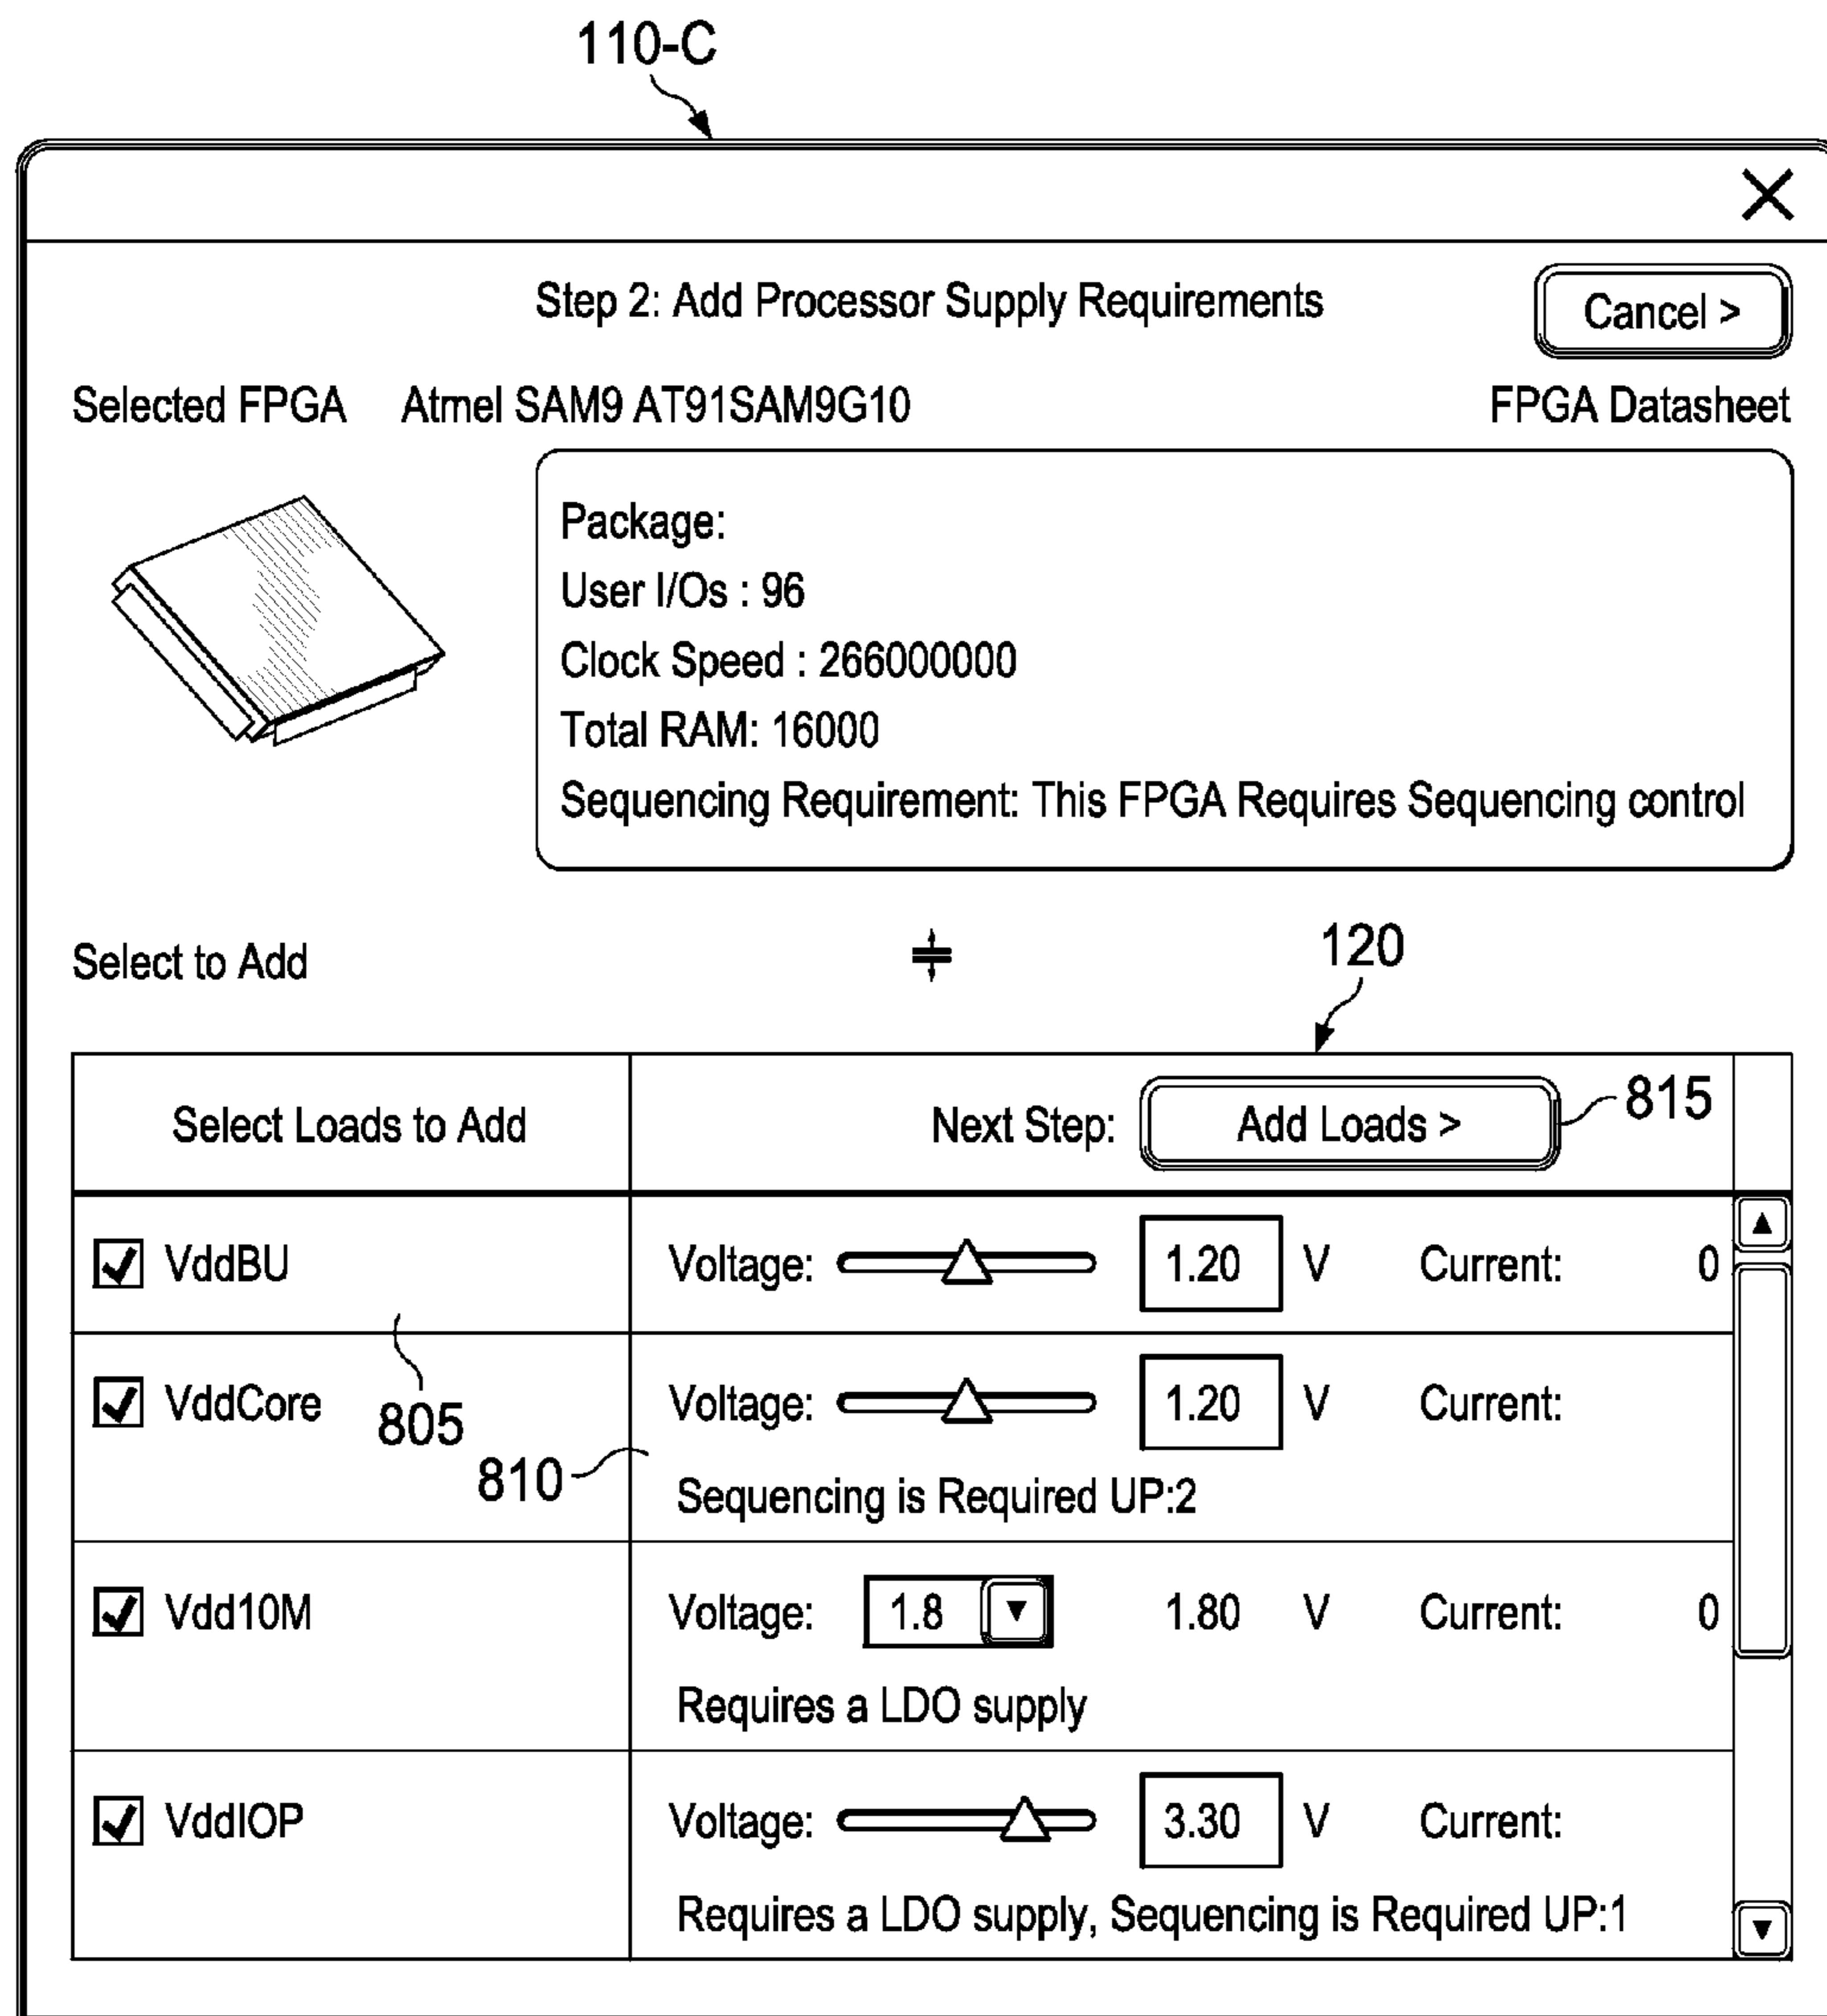 110-C
Step 2: Add Processor Supply Requirements
Cancel >
Selected FPGA Atmel SAM9 AT91SAM9G10 FPGA Datasheet
Package:
User I/Os : 96
Clock Speed : 266000000
Total RAM: 16000
Sequencing Requirement: This FPGA Requires Sequencing control
Select to Add
120
Select Loads to Add
Next Step: Add Loads >
815
VddBU
Voltage: 1.20 V Current: 0
805
VddCore
Voltage: 1.20 V Current:
810
Sequencing is Required UP:2
Vdd10M
Voltage: 1.8 1.80 V Current: 0
Requires a LDO supply
VddIOP
Voltage: 3.30 V Current:
Requires a LDO supply, Sequencing is Required UP:1